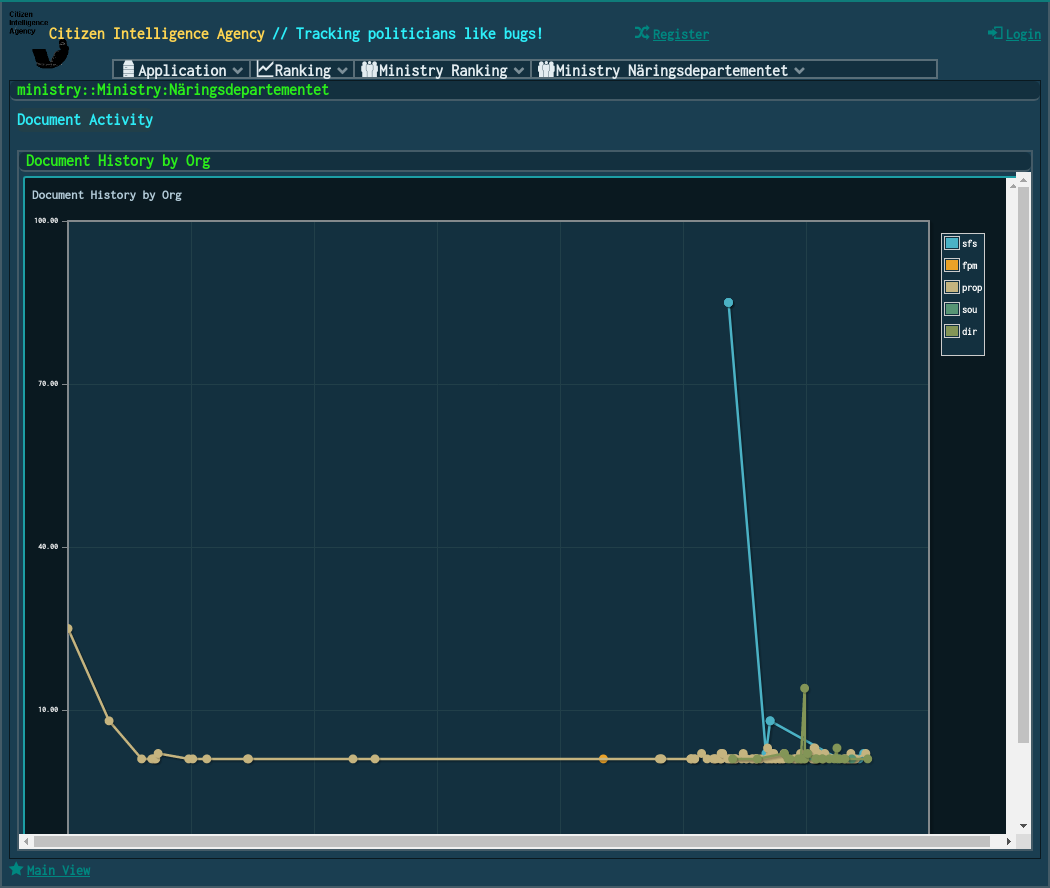 Citizen
Intelligence
Agency
Citizen Intelligence Agency // Tracking politicians like bugs!
Register
Login
Application
Ranking
Ministry Ranking
Ministry Näringsdepartementet
ministry::Ministry:Näringsdepartementet
Document Activity
Document History by Org
Document History by Org
100.00
70.00
40.00
10.00
sfs
fpm
prop
sou
dir
Main View